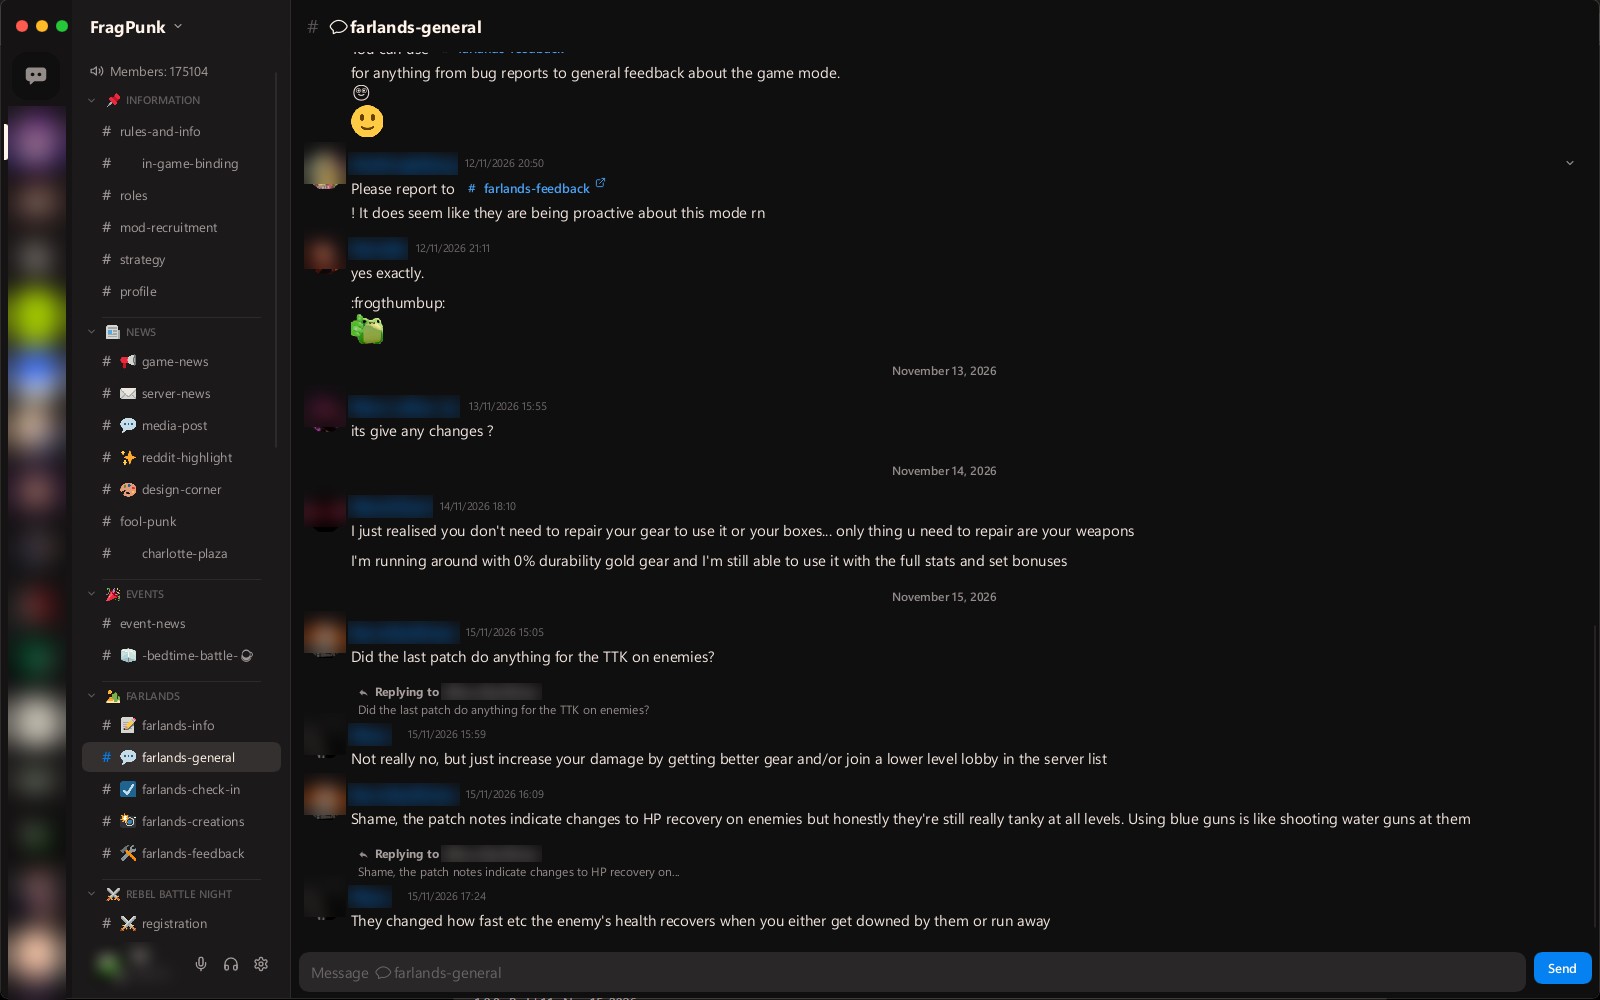 FragPunk
Members: 175104
INFORMATION
# rules-and-info
# in-game-binding
# roles
# mod-recruitment
# strategy
# profile
NEWS
# game-news
# server-news
# media-post
# reddit-highlight
# design-corner
# fool-punk
# charlotte-plaza
EVENTS
# event-news
# -bedtime-battle-
FARLANDS
# farlands-info
# farlands-general
# farlands-check-in
# farlands-creations
# farlands-feedback
REBEL BATTLE NIGHT
# registration
# farlands-general
You can use farlands-feedback
for anything from bug reports to general feedback about the game mode.
12/11/2026 20:50
Please report to # farlands-feedback
! It does seem like they are being proactive about this mode rn
12/11/2026 21:11
yes exactly.
:frogthumbup:
November 13, 2026
13/11/2026 15:55
its give any changes ?
November 14, 2026
14/11/2026 18:10
I just realised you don't need to repair your gear to use it or your boxes... only thing u need to repair are your weapons
I'm running around with 0% durability gold gear and I'm still able to use it with the full stats and set bonuses
November 15, 2026
15/11/2026 15:05
Did the last patch do anything for the TTK on enemies?
Replying to
Did the last patch do anything for the TTK on enemies?
15/11/2026 15:59
Not really no, but just increase your damage by getting better gear and/or join a lower level lobby in the server list
15/11/2026 16:09
Shame, the patch notes indicate changes to HP recovery on enemies but honestly they're still really tanky at all levels. Using blue guns is like shooting water guns at them
Replying to
Shame, the patch notes indicate changes to HP recovery on...
15/11/2026 17:24
They changed how fast etc the enemy's health recovers when you either get downed by them or run away
Message farlands-general
Send